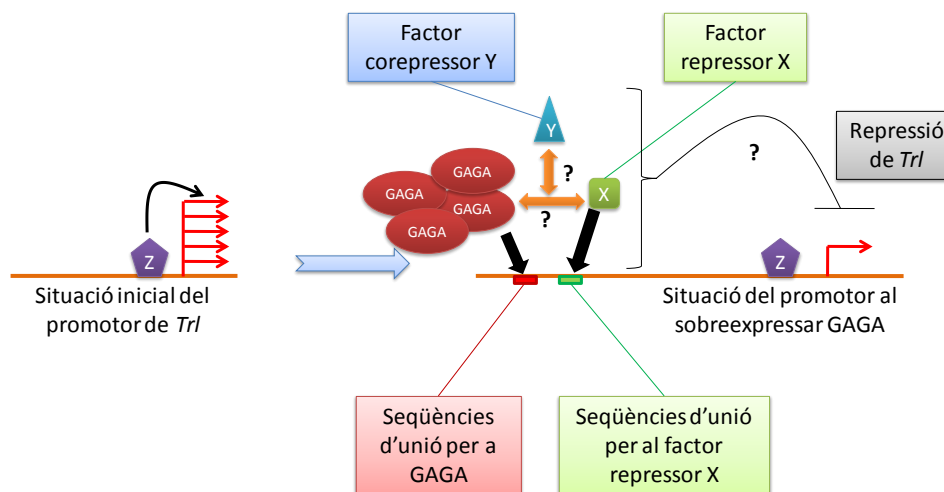 Factor
corepressor Y
Factor
repressor X
Repressió
de Trl
Y
?
?
?
GAGA
GAGA
GAGA
GAGA
X
Z
Z
Situació inicial del
promotor de Trl
Situació del promotor al
sobreexpressar GAGA
Seqüències
d'unió per a
GAGA
Seqüències d'unió
per al factor
repressor X